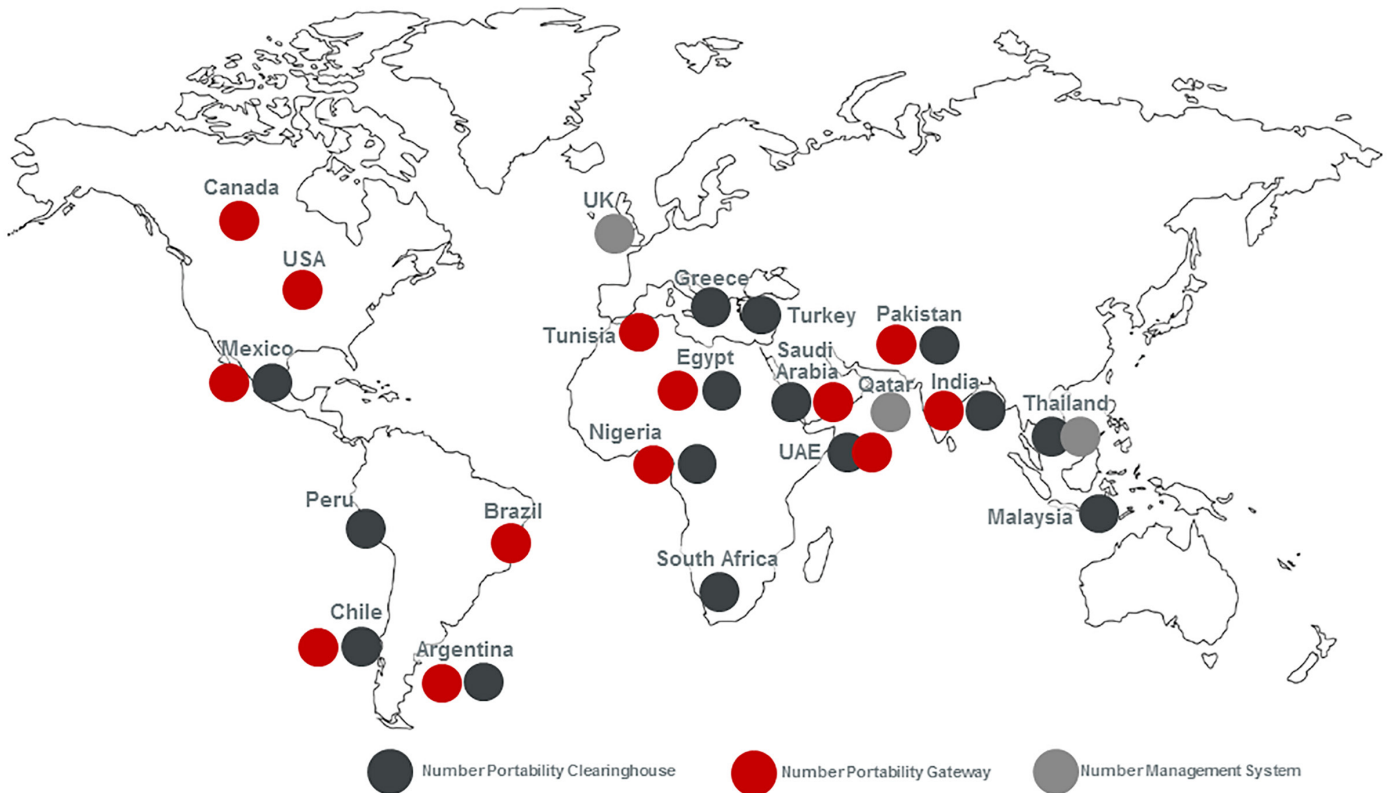 Canada
UK
USA
Greece
Turkey
Pakistan
Tunisia
Mexico
Egypt
Saudi
Arabia
Qatar
India
Thailand
Nigeria
UAE
Peru
Brazil
Malaysia
South Africa
Chile
Argentina
Number Portability Clearinghouse
Number Portability Gateway
Number Management System